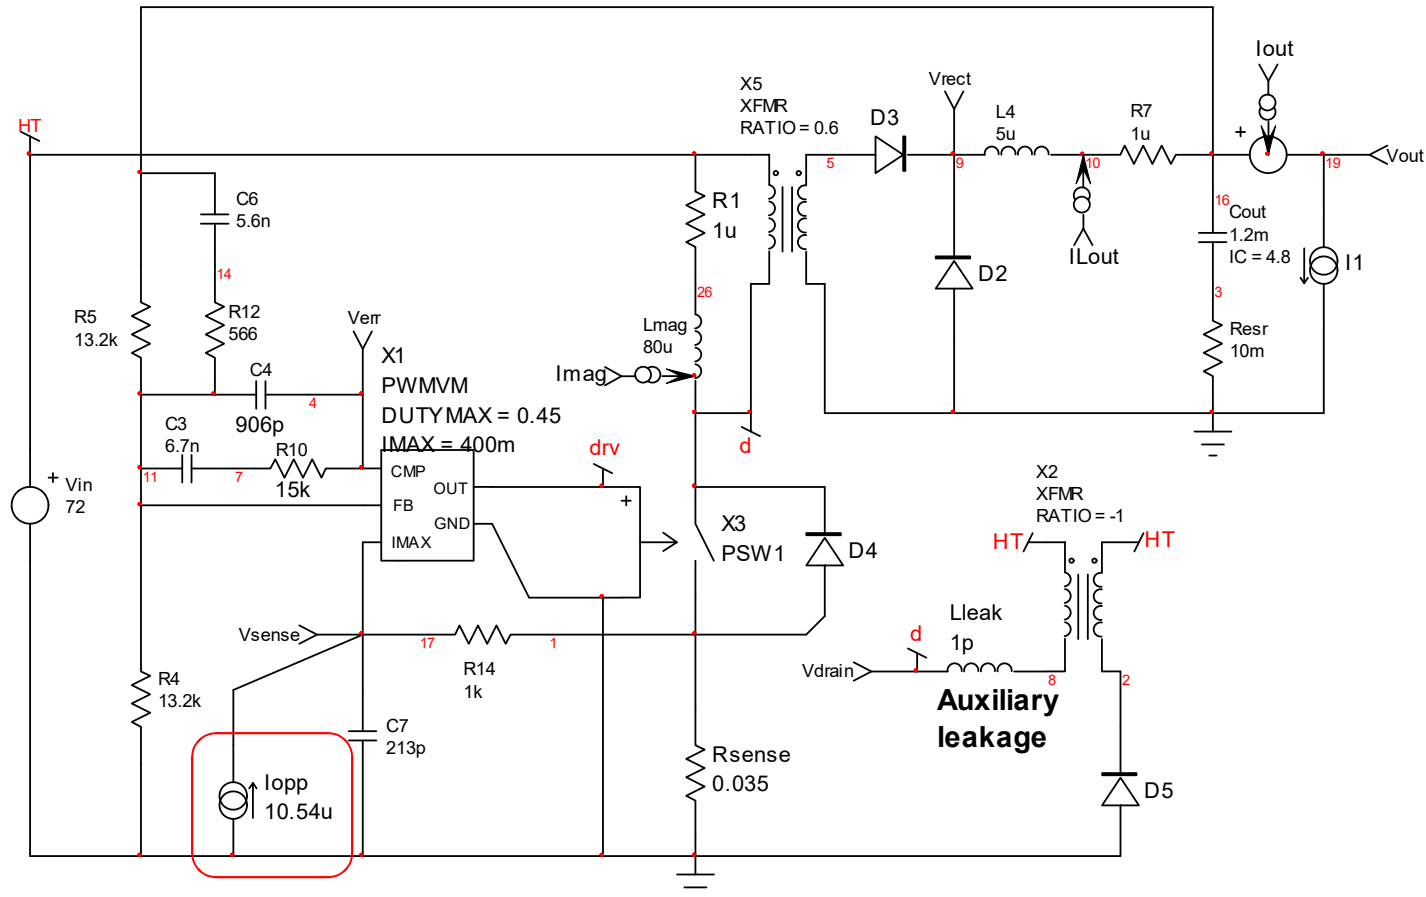 Iout
X5
XFMR
RATIO = 0.6
Vrect
D3
L4
5u
R7
1u
+
HT
5
9
10
19
Vout
C6
5.6n
R1
1u
16
Cout
1.2m
IC = 4.8
ILout
D2
I1
14
26
3
R5
13.2k
R12
566
Verr
Lmag
80u
Resr
10m
X1
PWMVM
DUTYMAX = 0.45
IMAX = 400m
Imag
C4
906p
4
d
C3
6.7n
R10
15k
11
7
drv
CMP
OUT
FB
GND
IMAX
+
X2
XFMR
RATIO = -1
+
Vin
72
X3
PSW1
D4
HT
HT
Vsense
17
R14
1k
1
Lleak
1p
d
Vdrain
8
2
Auxiliary
leakage
R4
13.2k
C7
213p
Rsense
0.035
Iopp
10.54u
D5